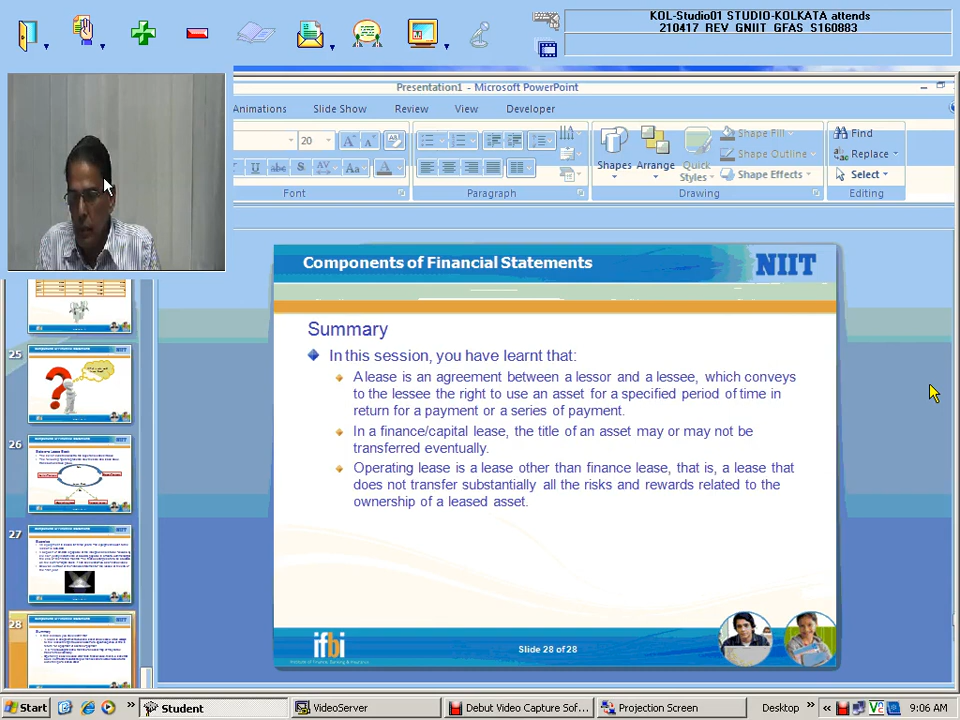 KOL-Studio01 STUDIO-KOLKATA attends
210417_REV_GNIIT_GFAS_S160883
Presentation1 - Microsoft PowerPoint
Animations Slide Show Review View Developer
20
Shapes Arrange Quick Styles
Shape Fill
Shape Outline
Shape Effects
Find
Replace
Select
Font Paragraph Drawing Editing
Components of Financial Statements
NIIT
Summary
In this session, you have learnt that:
A lease is an agreement between a lessor and a lessee, which conveys
to the lessee the right to use an asset for a specified period of time in
return for a payment or a series of payment.
In a finance/capital lease, the title of an asset may or may not be
transferred eventually.
Operating lease is a lease other than finance lease, that is, a lease that
does not transfer substantially all the risks and rewards related to the
ownership of a leased asset.
ifbi
Institute of Finance, Banking & Insurance
Slide 28 of 28
25
26
27
28
Start
Student
VideoServer
Debut Video Capture Sof...
Projection Screen
Desktop
9:06 AM